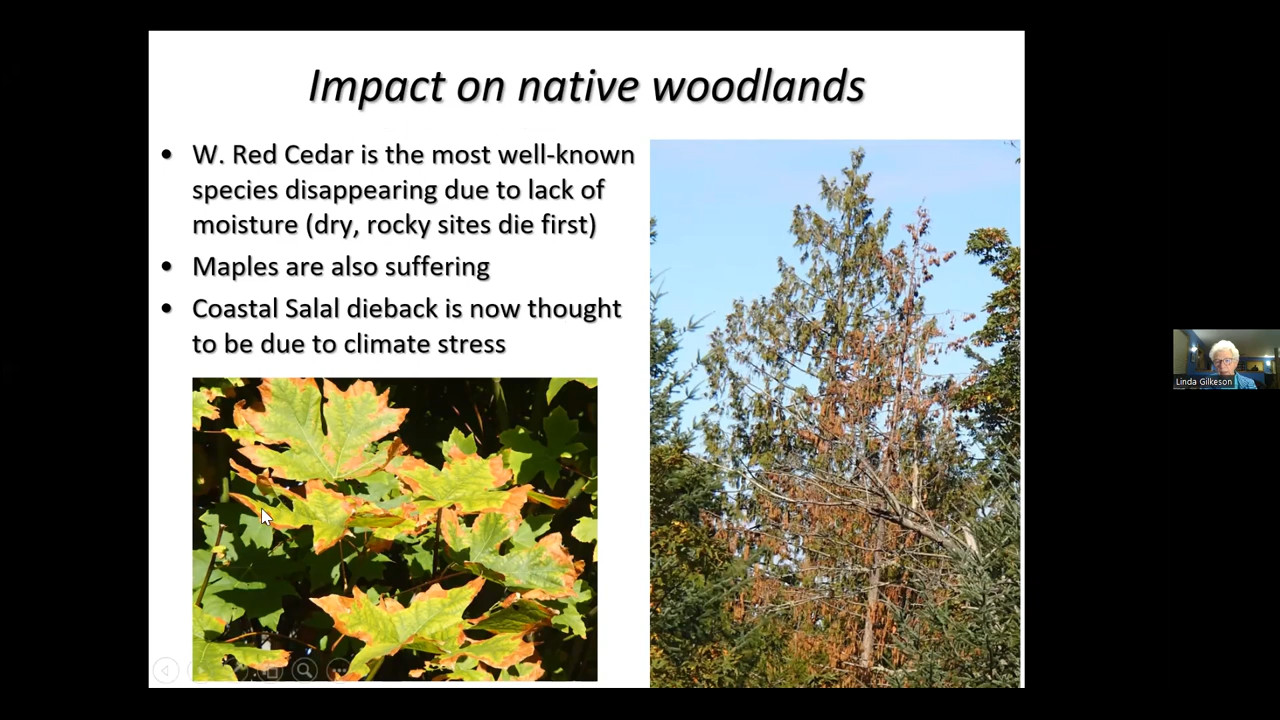 Impact on native woodlands
• W. Red Cedar is the most well-known
species disappearing due to lack of
moisture (dry, rocky sites die first)
• Maples are also suffering
• Coastal Salal dieback is now thought
to be due to climate stress
Linda Gilkeson